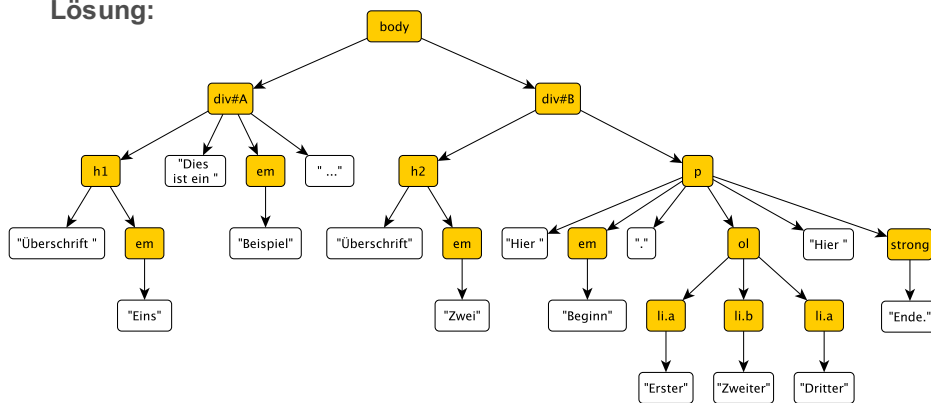 Lösung:
body
div#A
div#B
h1
"Dies
ist ein "
em
" ..."
h2
p
"Überschrift "
em
"Beispiel"
"Überschrift"
em
"Hier "
em
"."
ol
"Hier "
strong
"Eins"
"Zwei"
"Beginn"
li.a
li.b
li.a
"Ende."
"Erster"
"Zweiter"
"Dritter"